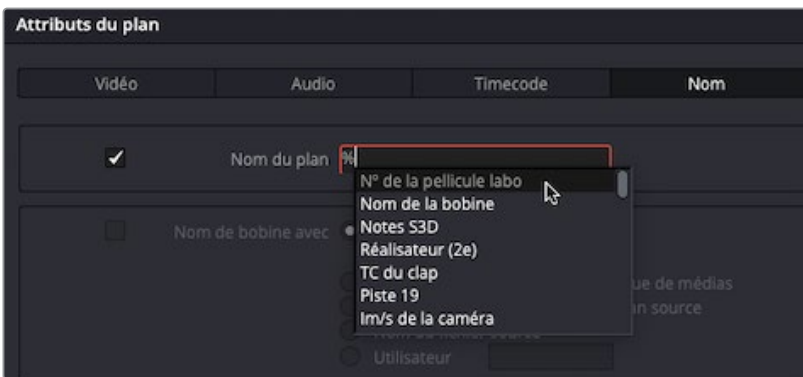 Attributs du plan
Vidéo Audio Timecode Nom
Nom du plan %
N° de la pellicule labo
Nom de la bobine
Nom de bobine avec Notes S3D
Réalisateur (2e)
TC du clap
ue de médias
Piste 19
n source
Im/s de la caméra
Utilisateur